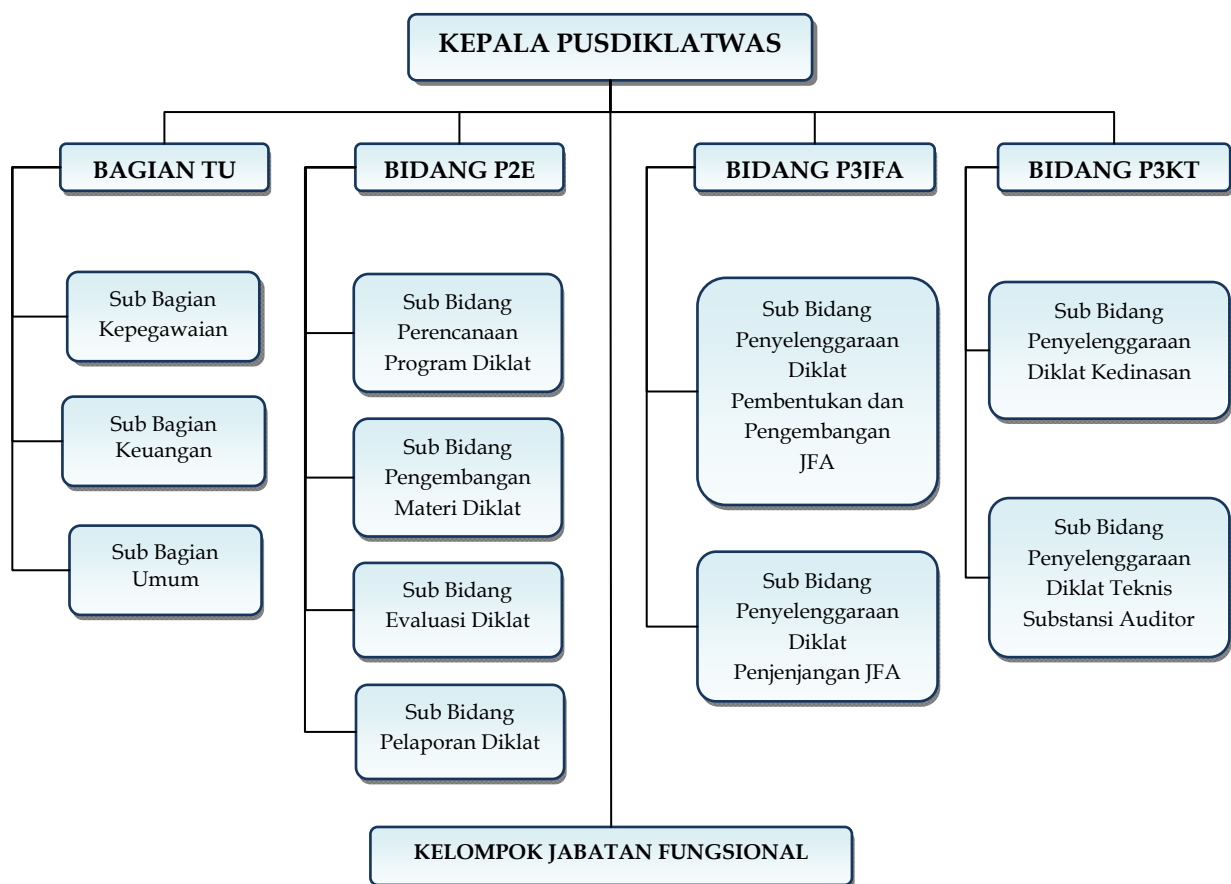 KEPALA PUSDIKLATWAS
BAGIAN TU
BIDANG P2E
BIDANG P3JFA
BIDANG P3KT
Sub Bagian
Kepegawaian
Sub Bagian
Keuangan
Sub Bagian
Umum
Sub Bidang
Perencanaan
Program Diklat
Sub Bidang
Pengembangan
Materi Diklat
Sub Bidang
Evaluasi Diklat
Sub Bidang
Pelaporan Diklat
Sub Bidang
Penyelenggaraan
Diklat
Pembentukan dan
Pengembangan
JFA
Sub Bidang
Penyelenggaraan
Diklat
Penjenjangan JFA
Sub Bidang
Penyelenggaraan
Diklat Kedinasan
Sub Bidang
Penyelenggaraan
Diklat Teknis
Substansi Auditor
KELOMPOK JABATAN FUNGSIONAL